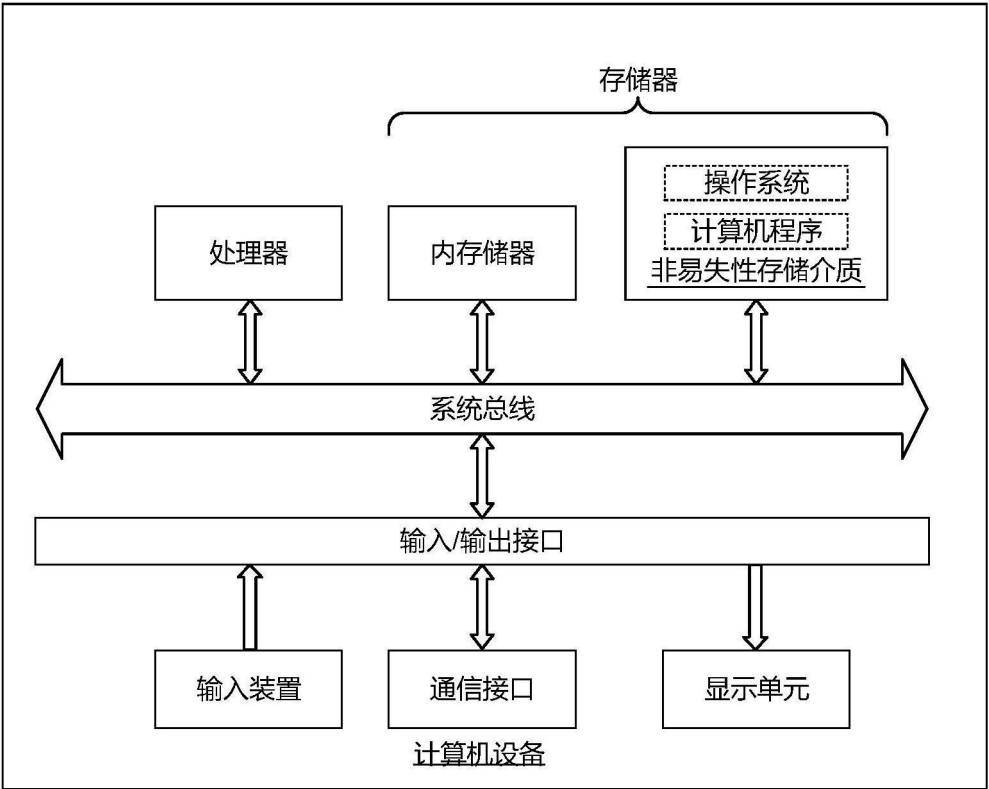 存储器
操作系统
计算机程序
非易失性存储介质
处理器
内存储器
系统总线
输入/输出接口
输入装置
通信接口
显示单元
计算机设备